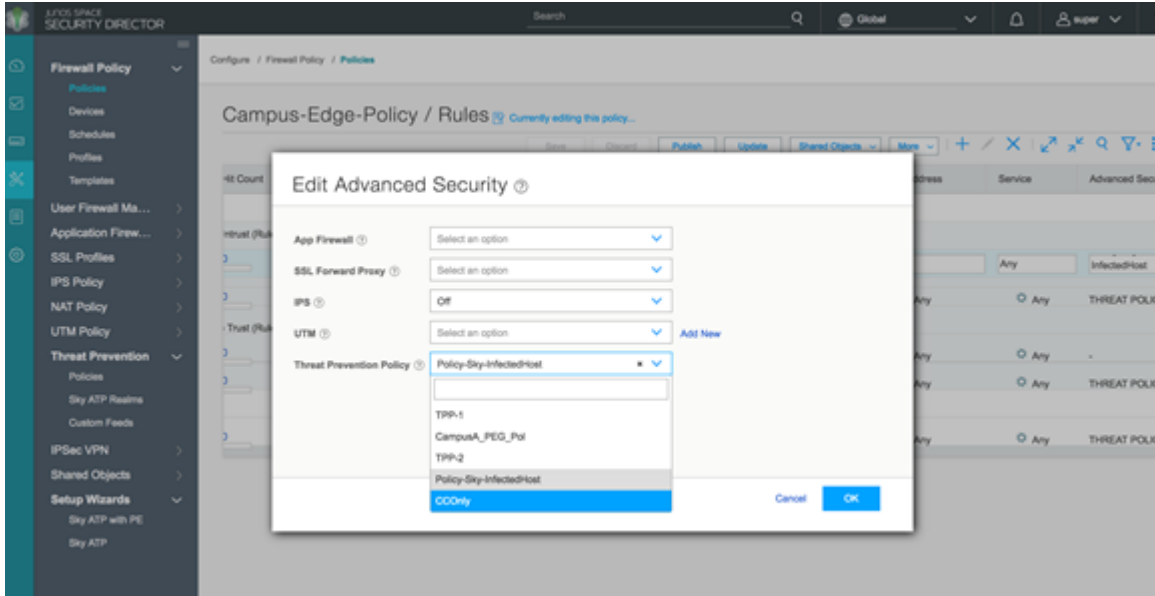 JUNOS SPACE
SECURITY DIRECTOR
Search
Global
super
Firewall Policy
Policies
Devices
Schedules
Profiles
Templates
User Firewall Ma...
Application Firew...
SSL Profiles
IPS Policy
NAT Policy
UTM Policy
Threat Prevention
Policies
Sky ATP Realms
Custom Feeds
IPSec VPN
Shared Objects
Setup Wizards
Sky ATP with PE
Sky ATP
Configure / Firewall Policy / Policies
Campus-Edge-Policy / Rules Currently editing this policy...
Save Discard Publish Update Shared Objects More
Hit Count
ddress Service Advanced Sec
ntrust (Rul
Any InfectedHost
Any Any THREAT POLI
Trust (Rul
Any Any -
Any Any THREAT POLI
Any Any THREAT POLI
Edit Advanced Security
App Firewall Select an option
SSL Forward Proxy Select an option
IPS Off
UTM Select an option Add New
Threat Prevention Policy Policy-Sky-InfectedHost
TPP-1
CampusA_PEG_Pol
TPP-2
Policy-Sky-InfectedHost
CCOnly
Cancel OK